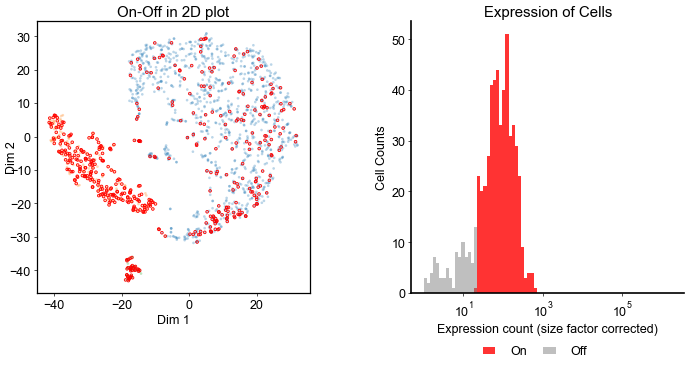 On-Off in 2D plot
30
20
10
0
−10
−20
−30
−40
Dim 2
−40
−20
0
20
Dim 1
Expression of Cells
50
40
30
20
10
0
Cell Counts
10^1
10^3
10^5
Expression count (size factor corrected)
On
Off